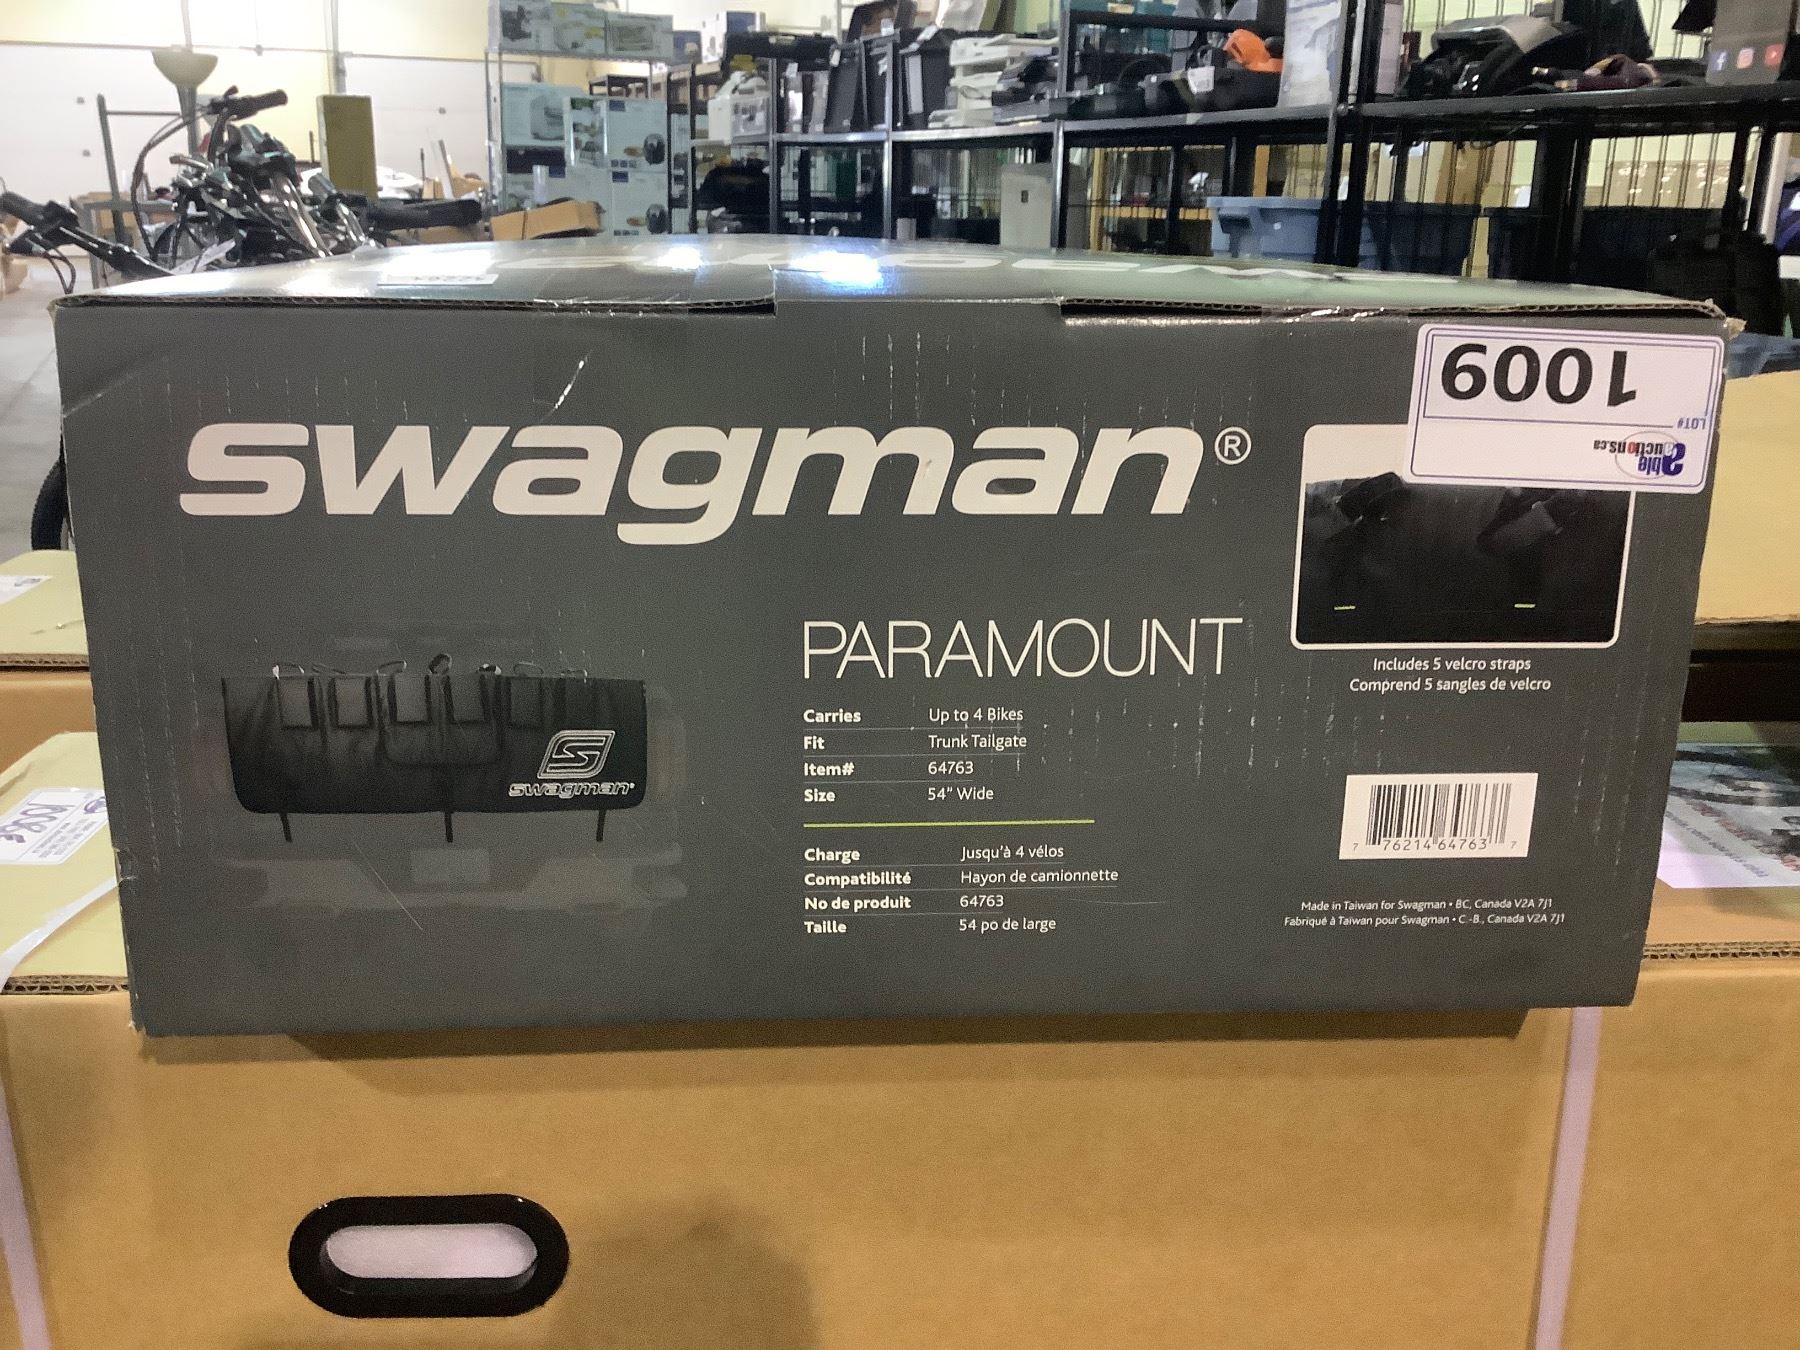 swagman®
LOT# 1009
able auctions.ca
swagman®
PARAMOUNT
Includes 5 velcro straps
Comprend 5 sangles de velcro
Carries Up to 4 Bikes
Fit Trunk Tailgate
Item# 64763
Size 54" Wide
Charge Jusqu'à 4 vélos
Compatibilité Hayon de camionnette
No de produit 64763
Taille 54 po de large
7 76214 64763 7
Made in Taiwan for Swagman • BC, Canada V2A 7J1
Fabriqué à Taiwan pour Swagman • C.-B., Canada V2A 7J1